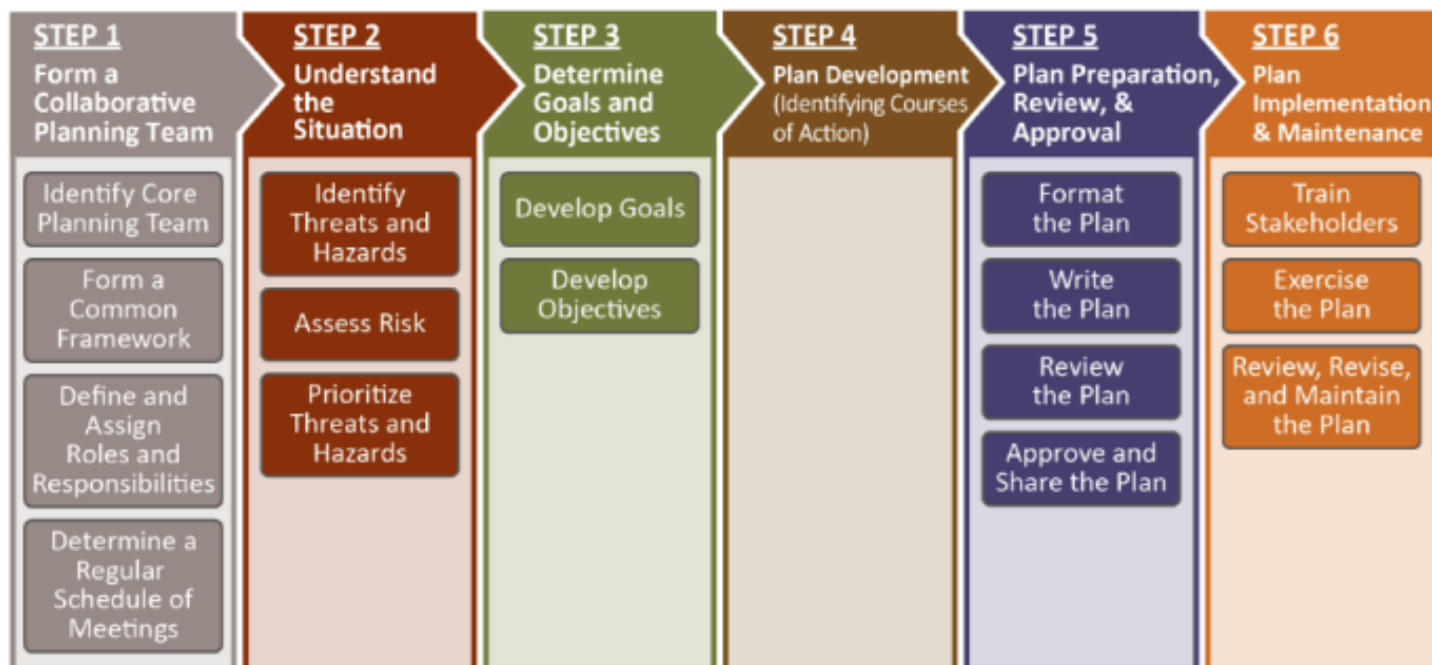 STEP 1
Form a
Collaborative
Planning Team
Identify Core
Planning Team
Form a
Common
Framework
Define and
Assign
Roles and
Responsibilities
Determine a
Regular
Schedule of
Meetings
STEP 2
Understand
the
Situation
Identify
Threats and
Hazards
Assess Risk
Prioritize
Threats and
Hazards
STEP 3
Determine
Goals and
Objectives
Develop Goals
Develop
Objectives
STEP 4
Plan Development
(Identifying Courses
of Action)
STEP 5
Plan Preparation,
Review, &
Approval
Format
the Plan
Write
the Plan
Review
the Plan
Approve and
Share the Plan
STEP 6
Plan
Implementation
& Maintenance
Train
Stakeholders
Exercise
the Plan
Review, Revise,
and Maintain
the Plan